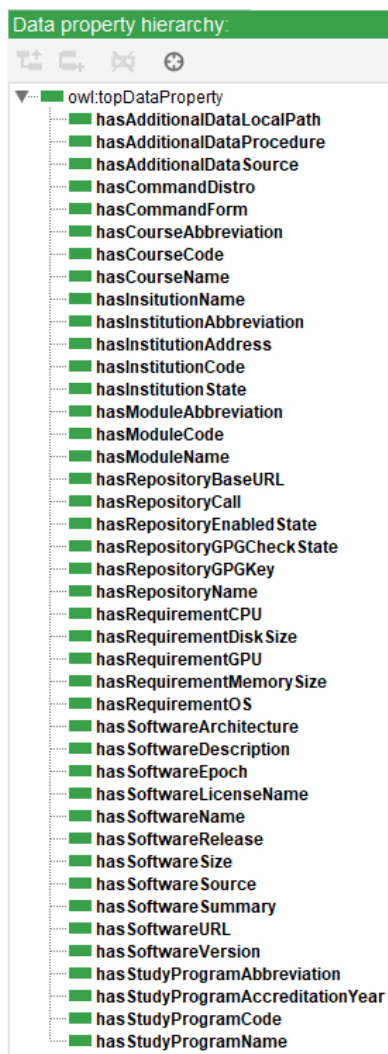 Data property hierarchy:
owl:topDataProperty
hasAdditionalDataLocalPath
hasAdditionalDataProcedure
hasAdditionalDataSource
hasCommandDistro
hasCommandForm
hasCourseAbbreviation
hasCourseCode
hasCourseName
hasInsitutionName
hasInstitutionAbbreviation
hasInstitutionAddress
hasInstitutionCode
hasInstitutionState
hasModuleAbbreviation
hasModuleCode
hasModuleName
hasRepositoryBaseURL
hasRepositoryCall
hasRepositoryEnabledState
hasRepositoryGPGCheckState
hasRepositoryGPGKey
hasRepositoryName
hasRequirementCPU
hasRequirementDiskSize
hasRequirementGPU
hasRequirementMemorySize
hasRequirementOS
hasSoftwareArchitecture
hasSoftwareDescription
hasSoftwareEpoch
hasSoftwareLicenseName
hasSoftwareName
hasSoftwareRelease
hasSoftwareSize
hasSoftwareSource
hasSoftwareSummary
hasSoftwareURL
hasSoftwareVersion
hasStudyProgramAbbreviation
hasStudyProgramAccreditationYear
hasStudyProgramCode
hasStudyProgramName